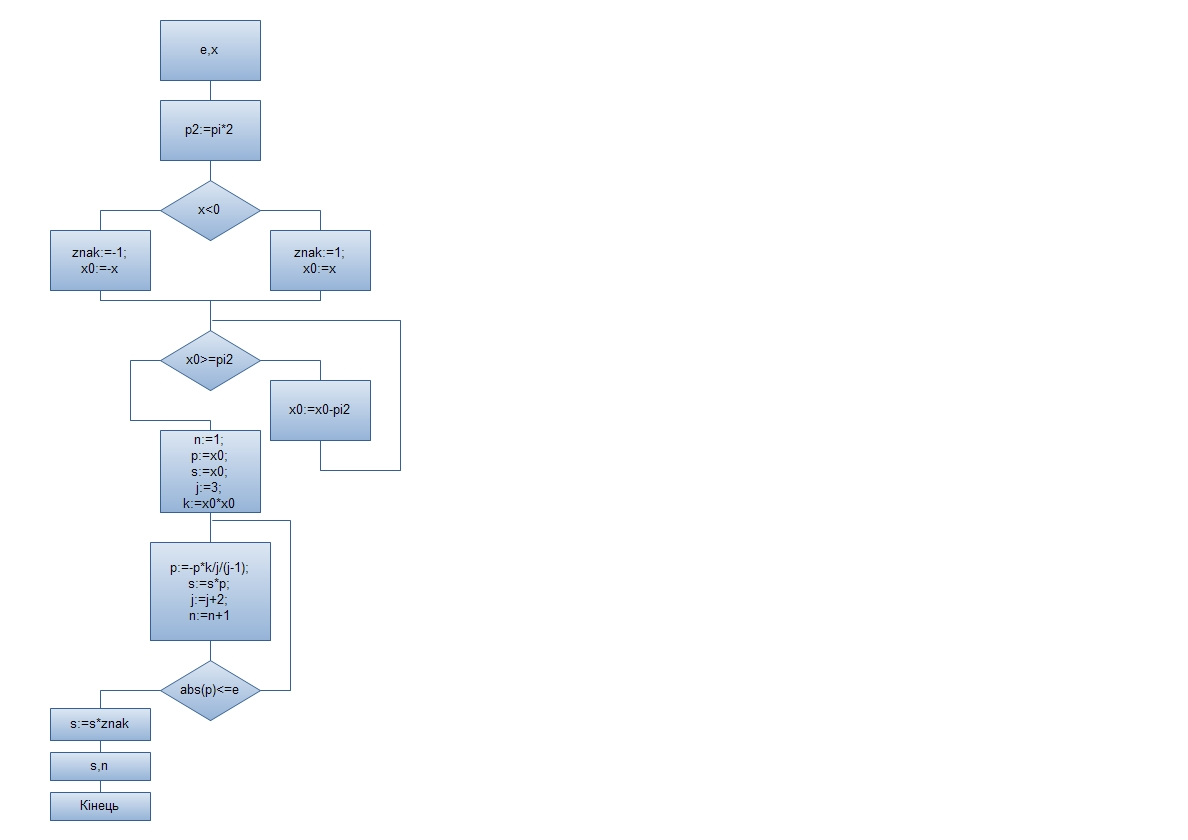 e,x
p2:=pi*2
x<0
znak:=-1;
x0:=-x
znak:=1;
x0:=x
x0>=pi2
x0:=x0-pi2
n:=1;
p:=x0;
s:=x0;
j:=3;
k:=x0*x0
p:=-p*k/j/(j-1);
s:=s*p;
j:=j+2;
n:=n+1
abs(p)<=e
s:=s*znak
s,n
Кінець